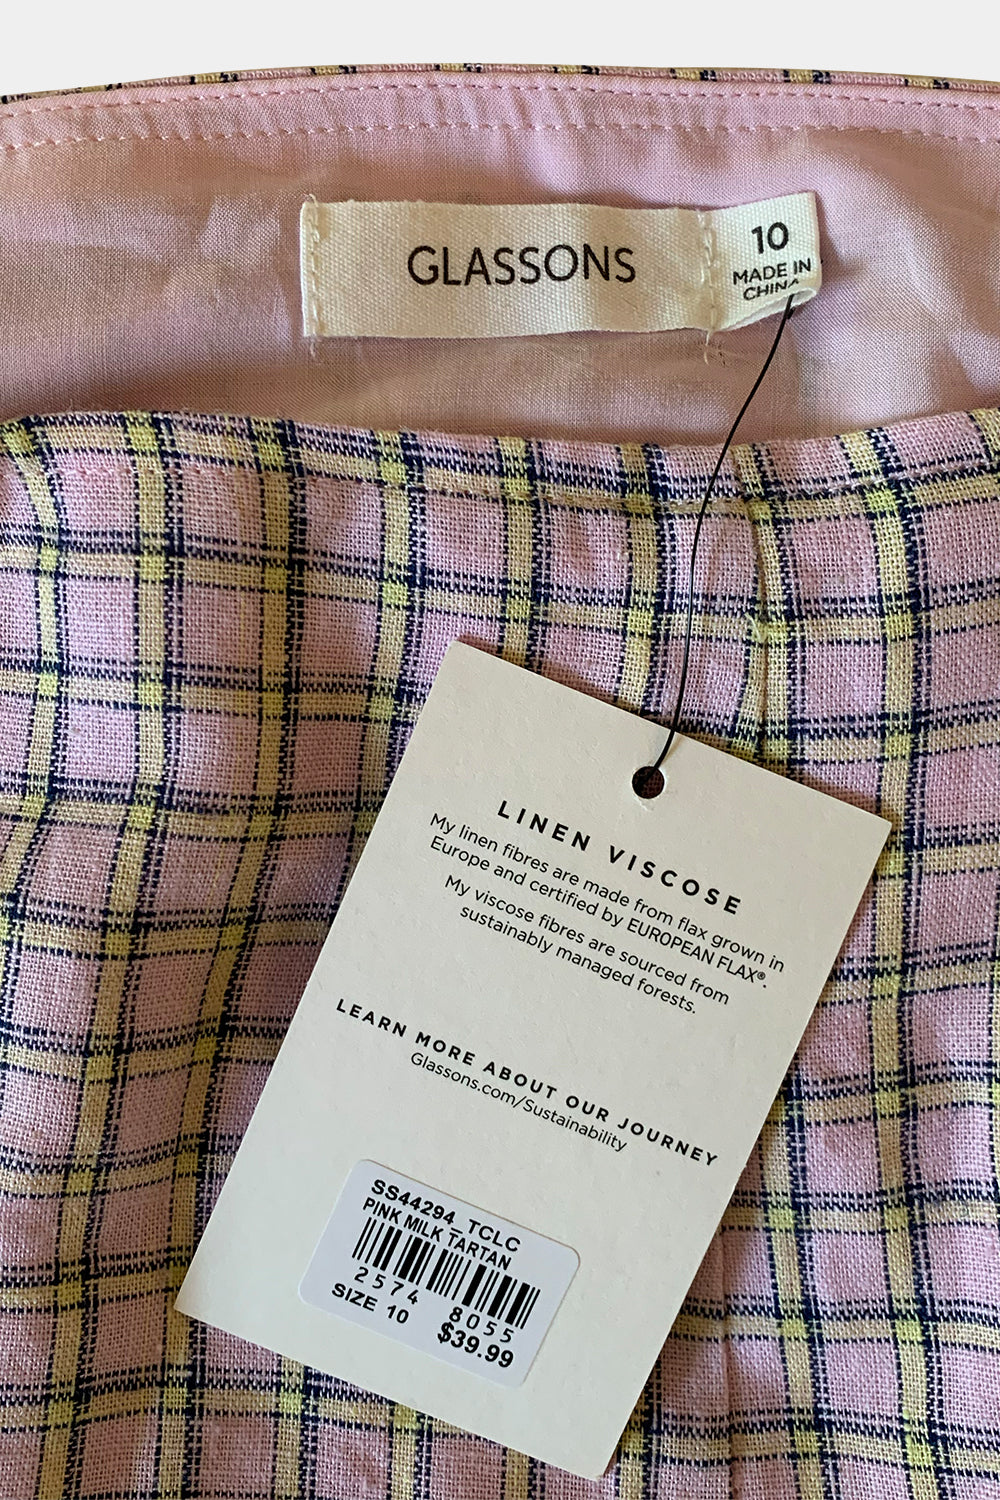 GLASSONS
10
MADE IN
CHINA
LINEN VISCOSE
My linen fibres are made from flax grown in
Europe and certified by EUROPEAN FLAX®.
My viscose fibres are sourced from
sustainably managed forests.
LEARN MORE ABOUT OUR JOURNEY
Glassons.com/Sustainability
SS44294_TCLC
PINK MILK TARTAN
2574 8055
SIZE 10 $39.99